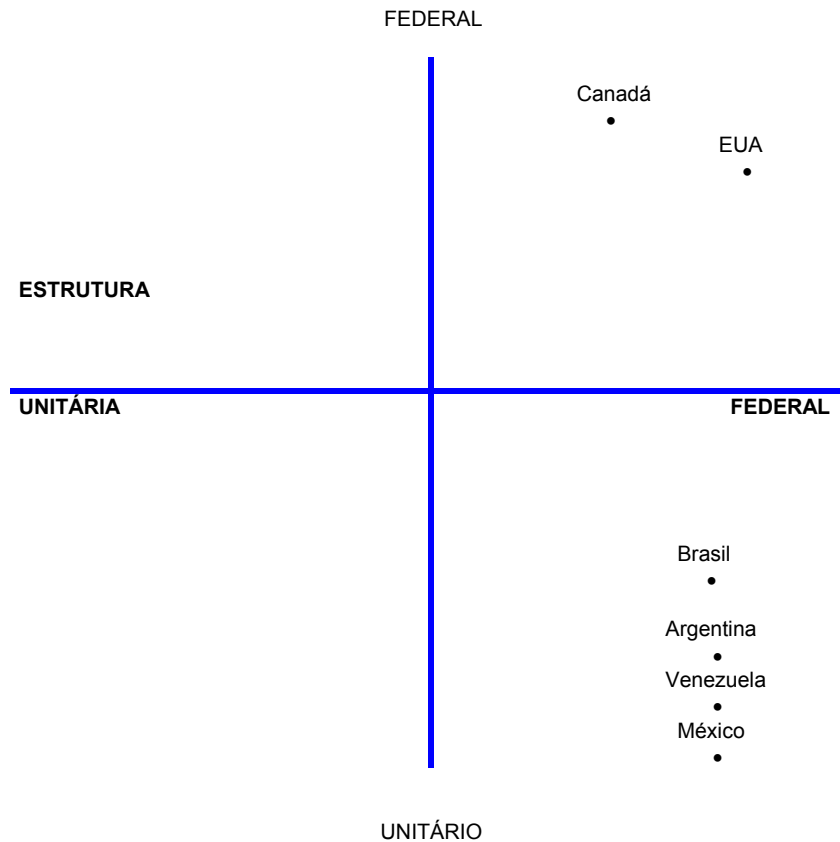 FEDERAL
Canadá
EUA
ESTRUTURA
UNITÁRIA
FEDERAL
Brasil
Argentina
Venezuela
México
UNITÁRIO